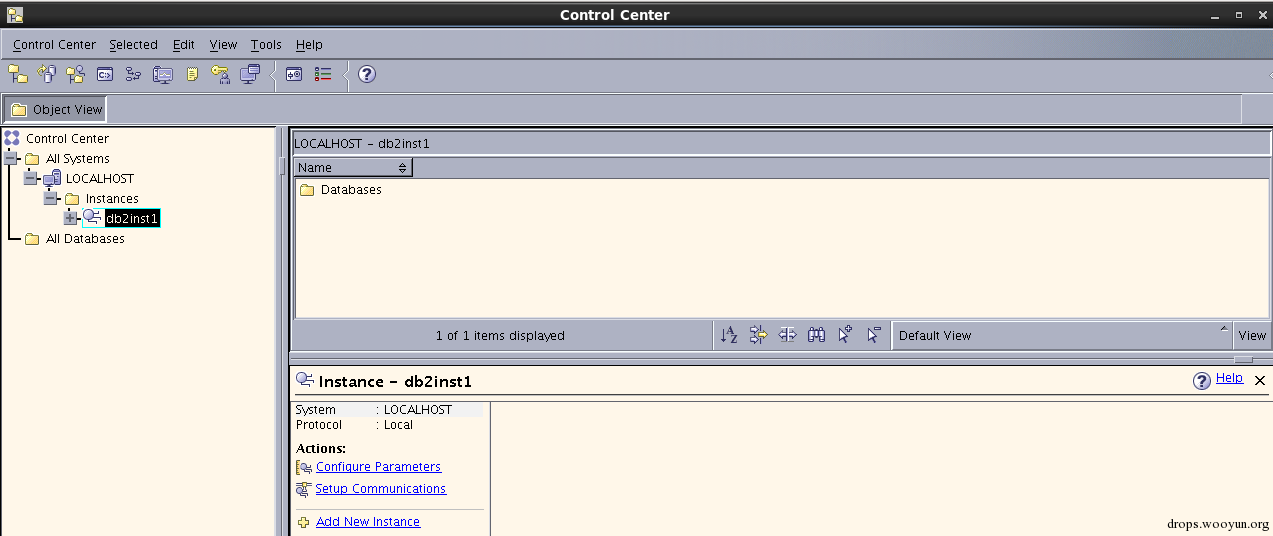 Control Center
Control Center Selected Edit View Tools Help
Object View
Control Center
All Systems
LOCALHOST
Instances
db2inst1
All Databases
LOCALHOST - db2inst1
Name
Databases
1 of 1 items displayed
Default View
View
Instance - db2inst1
Help
System : LOCALHOST
Protocol : Local
Actions:
Configure Parameters
Setup Communications
Add New Instance
drops.wooyun.org